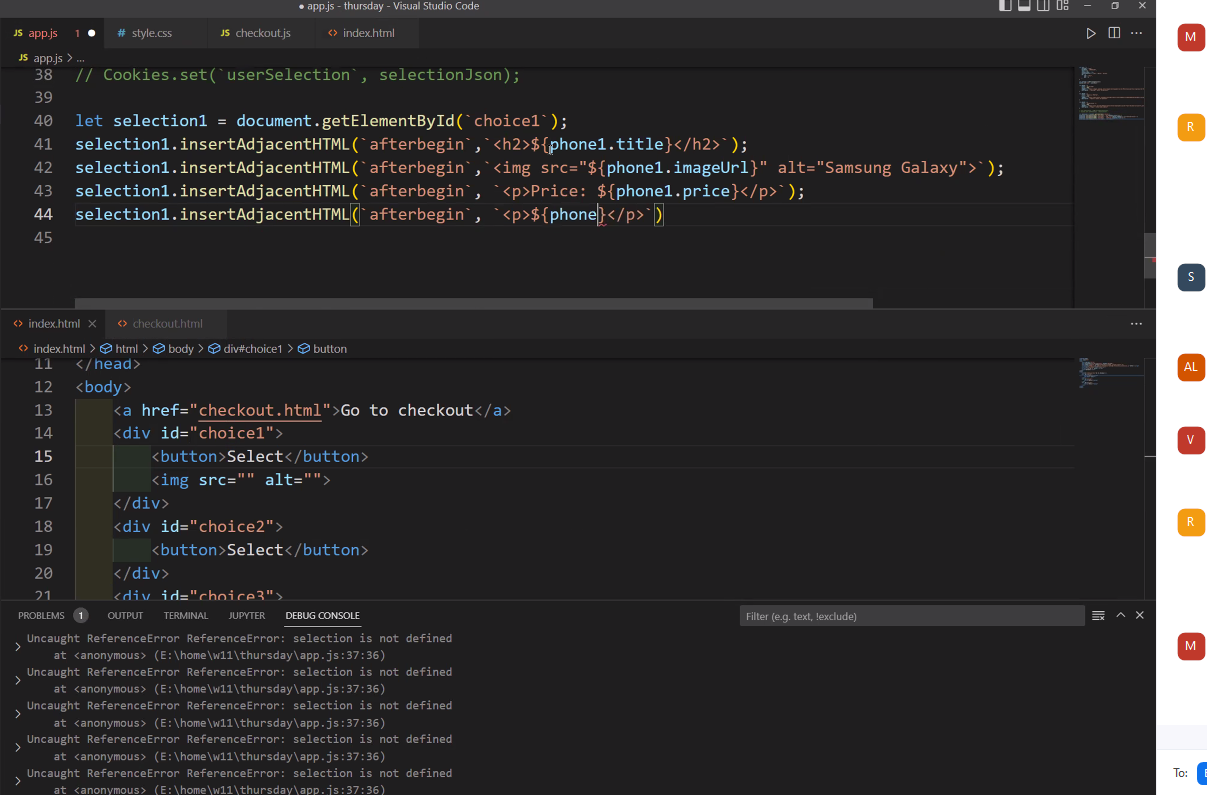 ● app.js - thursday - Visual Studio Code
JS app.js 1 ● # style.css JS checkout.js <> index.html
JS app.js > ...
38 // Cookies.set(`userSelection`, selectionJson);
39
40 let selection1 = document.getElementById(`choice1`);
41 selection1.insertAdjacentHTML(`afterbegin`,`<h2>${phone1.title}</h2>`);
42 selection1.insertAdjacentHTML(`afterbegin`,`<img src="${phone1.imageUrl}" alt="Samsung Galaxy">`);
43 selection1.insertAdjacentHTML(`afterbegin`, `<p>Price: ${phone1.price}</p>`);
44 selection1.insertAdjacentHTML(`afterbegin`, `<p>${phone}</p>`)
45
<> index.html × <> checkout.html
<> index.html > html > body > div#choice1 > button
11 </head>
12 <body>
13 <a href="checkout.html">Go to checkout</a>
14 <div id="choice1">
15 <button>Select</button>
16 <img src="" alt="">
17 </div>
18 <div id="choice2">
19 <button>Select</button>
20 </div>
21 <div id="choice3">
PROBLEMS 1 OUTPUT TERMINAL JUPYTER DEBUG CONSOLE Filter (e.g. text, !exclude)
> Uncaught ReferenceError ReferenceError: selection is not defined
at <anonymous> (E:\home\w11\thursday\app.js:37:36)
> Uncaught ReferenceError ReferenceError: selection is not defined
at <anonymous> (E:\home\w11\thursday\app.js:37:36)
> Uncaught ReferenceError ReferenceError: selection is not defined
at <anonymous> (E:\home\w11\thursday\app.js:37:36)
> Uncaught ReferenceError ReferenceError: selection is not defined
at <anonymous> (E:\home\w11\thursday\app.js:37:36)
> Uncaught ReferenceError ReferenceError: selection is not defined
at <anonymous> (E:\home\w11\thursday\app.js:37:36)
M
R
S
AL
V
R
M
To: